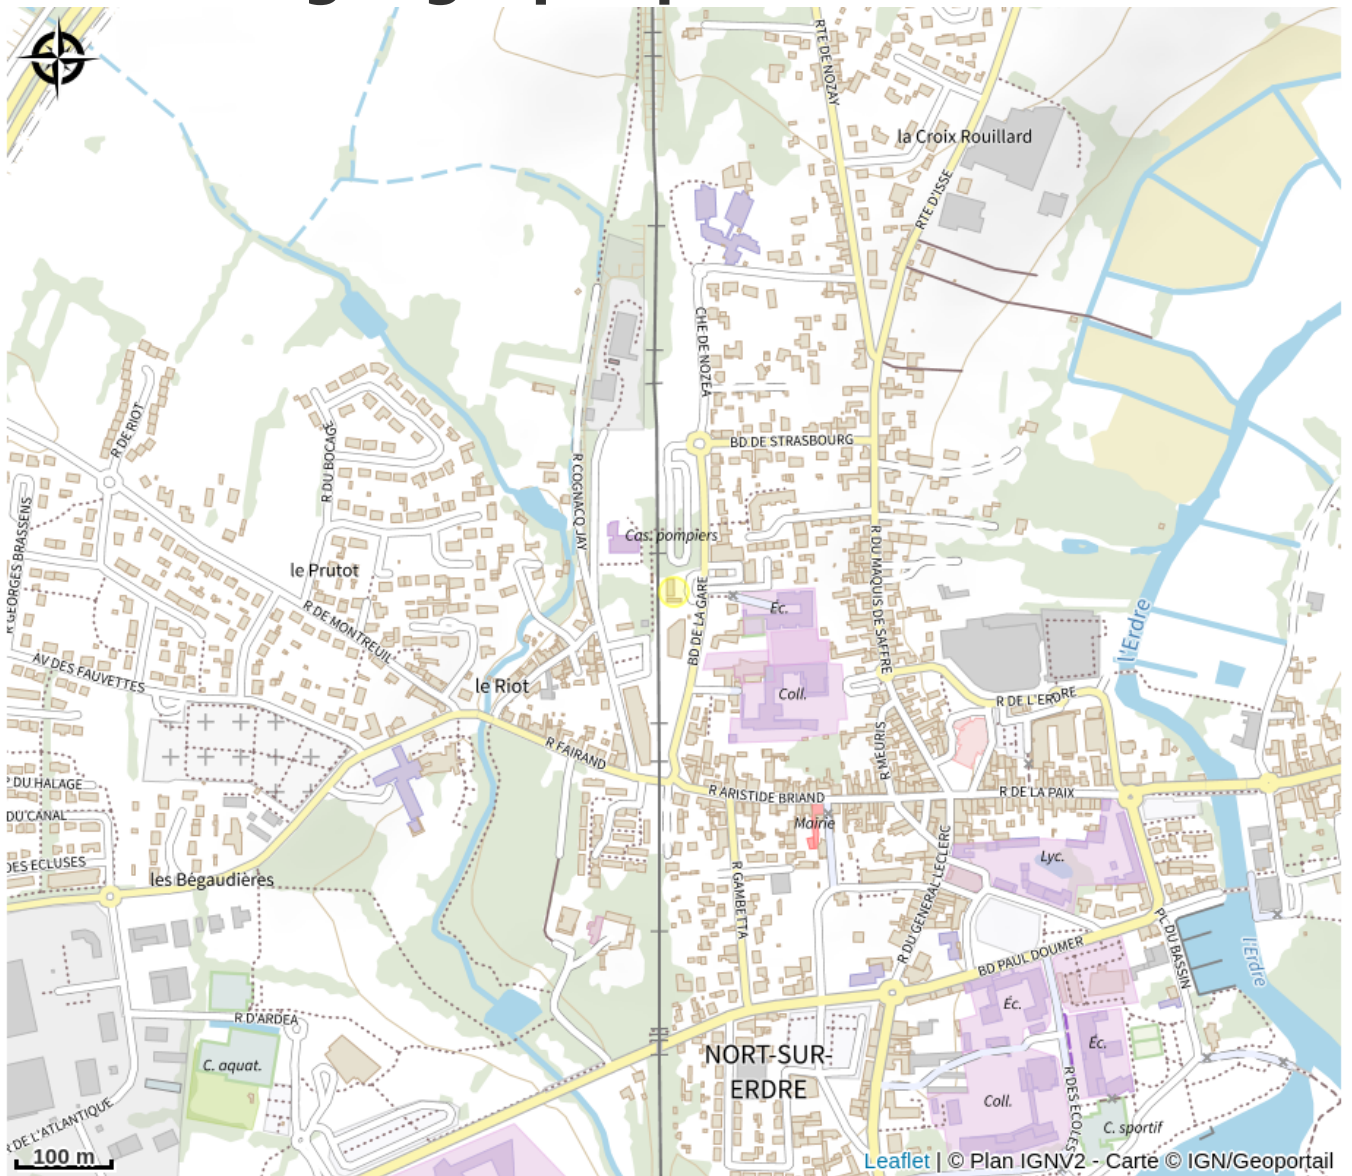 RTE DE NOZAY
la Croix Rouillard
RTE D'ISSE
CHE DE NOZEA
BD DE STRASBOURG
R DE RIOT
R DU BOCAGE
R COGNACQ JAY
R GEORGES BRASSENS
Cas. pompiers
le Prutot
R DE MONTREUIL
BD DE LA GARE
R DU MAQUIS DE SAFFRE
Éc.
l'Erdre
AV DES FAUVETTES
le Riot
Coll.
R DE L'ERDRE
R FAIRAND
R MEURIS
DU HALAGE
R ARISTIDE BRIAND
R DE LA PAIX
DU CANAL
Mairie
DES ECLUSES
les Bégaudières
R GAMBETTA
R DU GENERAL LECLERC
Lyc.
PL DU BASSIN
BD PAUL DOUMER
l'Erdre
R D'ARDEA
Éc.
C. aquat.
NORT-SUR-
ERDRE
Éc.
R DE L'ATLANTIQUE
Coll.
R DES ECOLES
C. sportif
100 m
Leaflet | © Plan IGNV2 - Carte © IGN/Geoportail